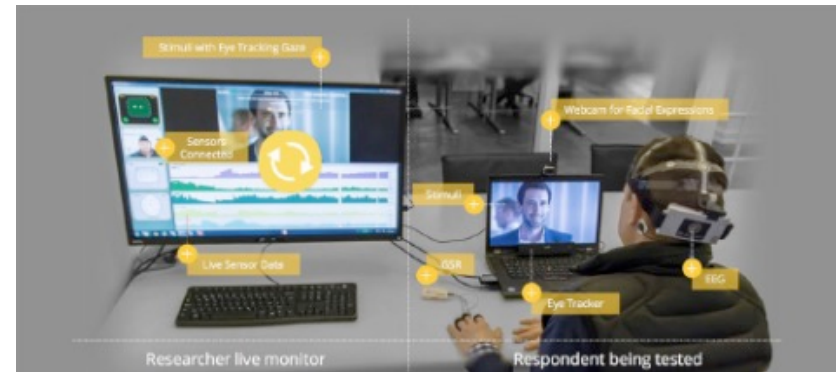 Stimuli with Eye Tracking Gaze
Webcam for Facial Expressions
Sensors
Connected
Stimuli
Live Sensor Data
GSR
EEG
Eye Tracker
Researcher live monitor
Respondent being tested